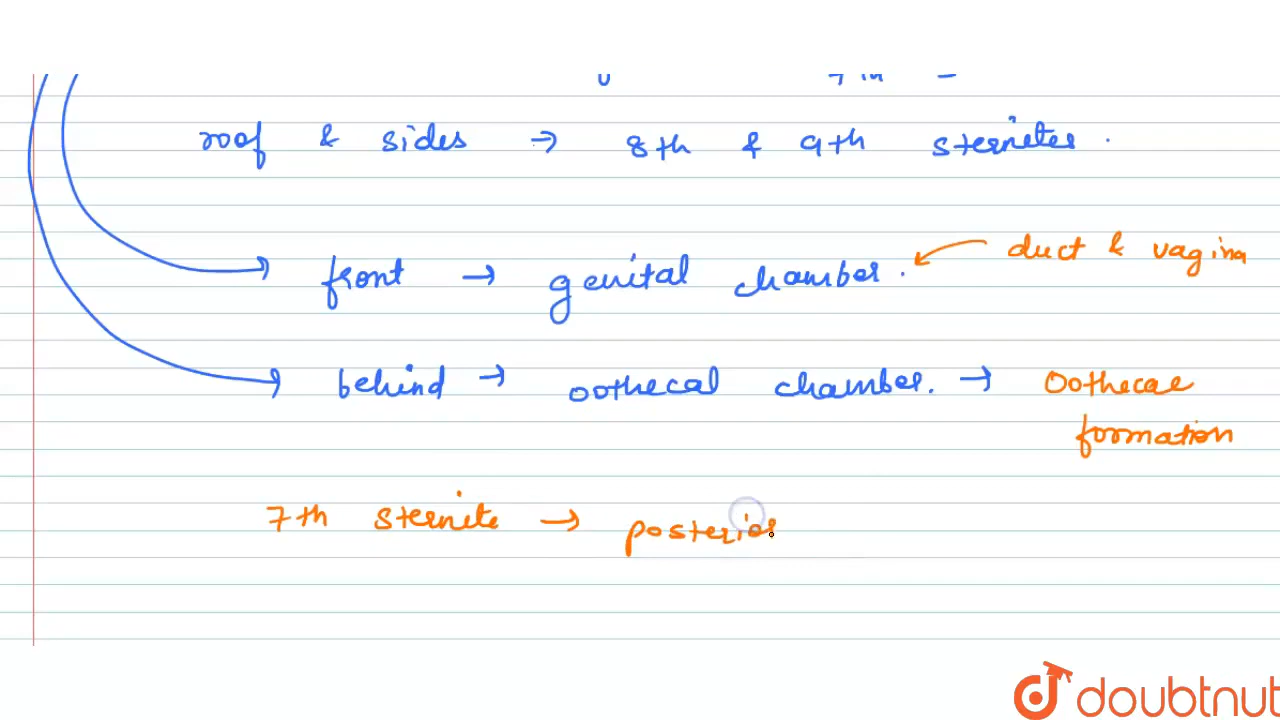 roof & sides → 8th & 9th sternites.
front → genital chamber. ← duct & vagina
behind → oothecal chamber. → Oothecae
formation
7th sternite → posterior
doubtnut